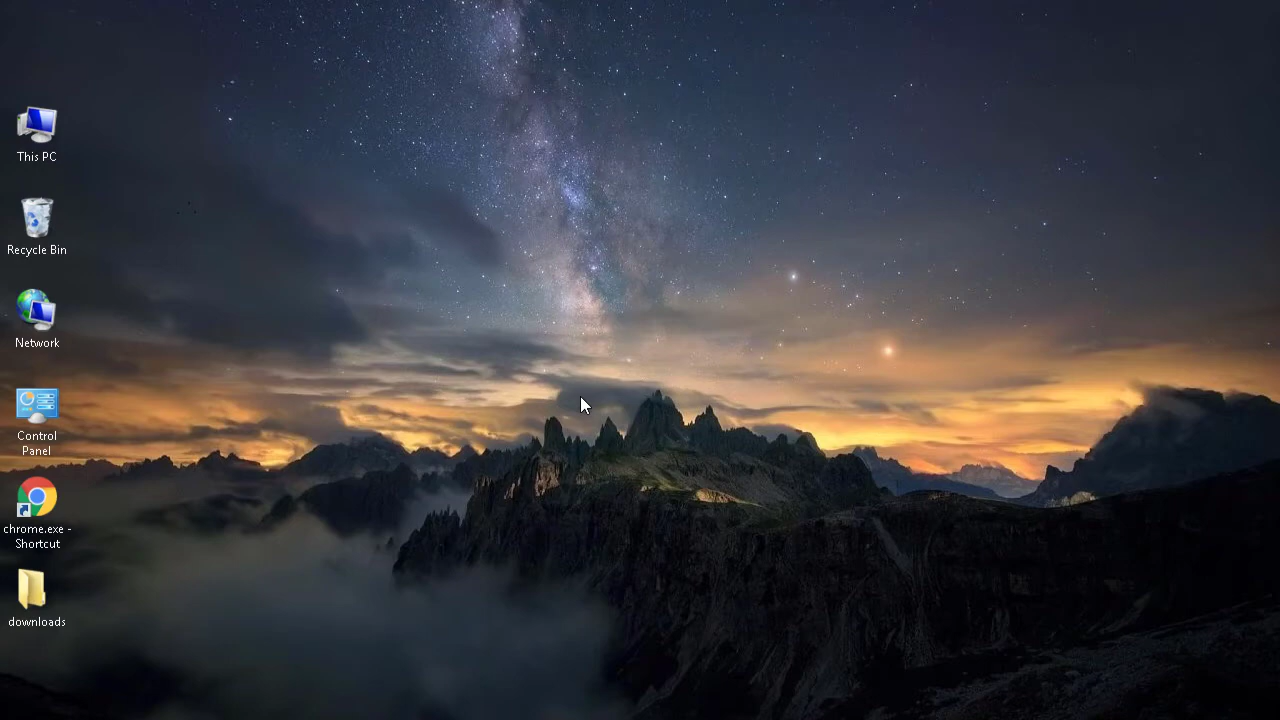 This PC
Recycle Bin
Network
Control
Panel
chrome.exe -
Shortcut
downloads